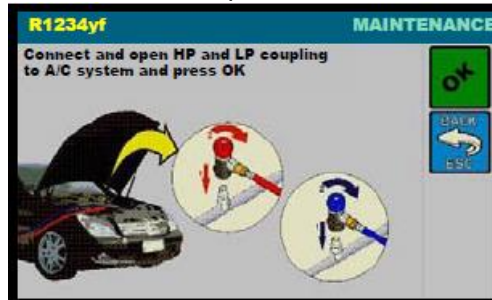 R1234yf MAINTENANCE
Connect and open HP and LP coupling
to A/C system and press OK
OK
BACK
ESC